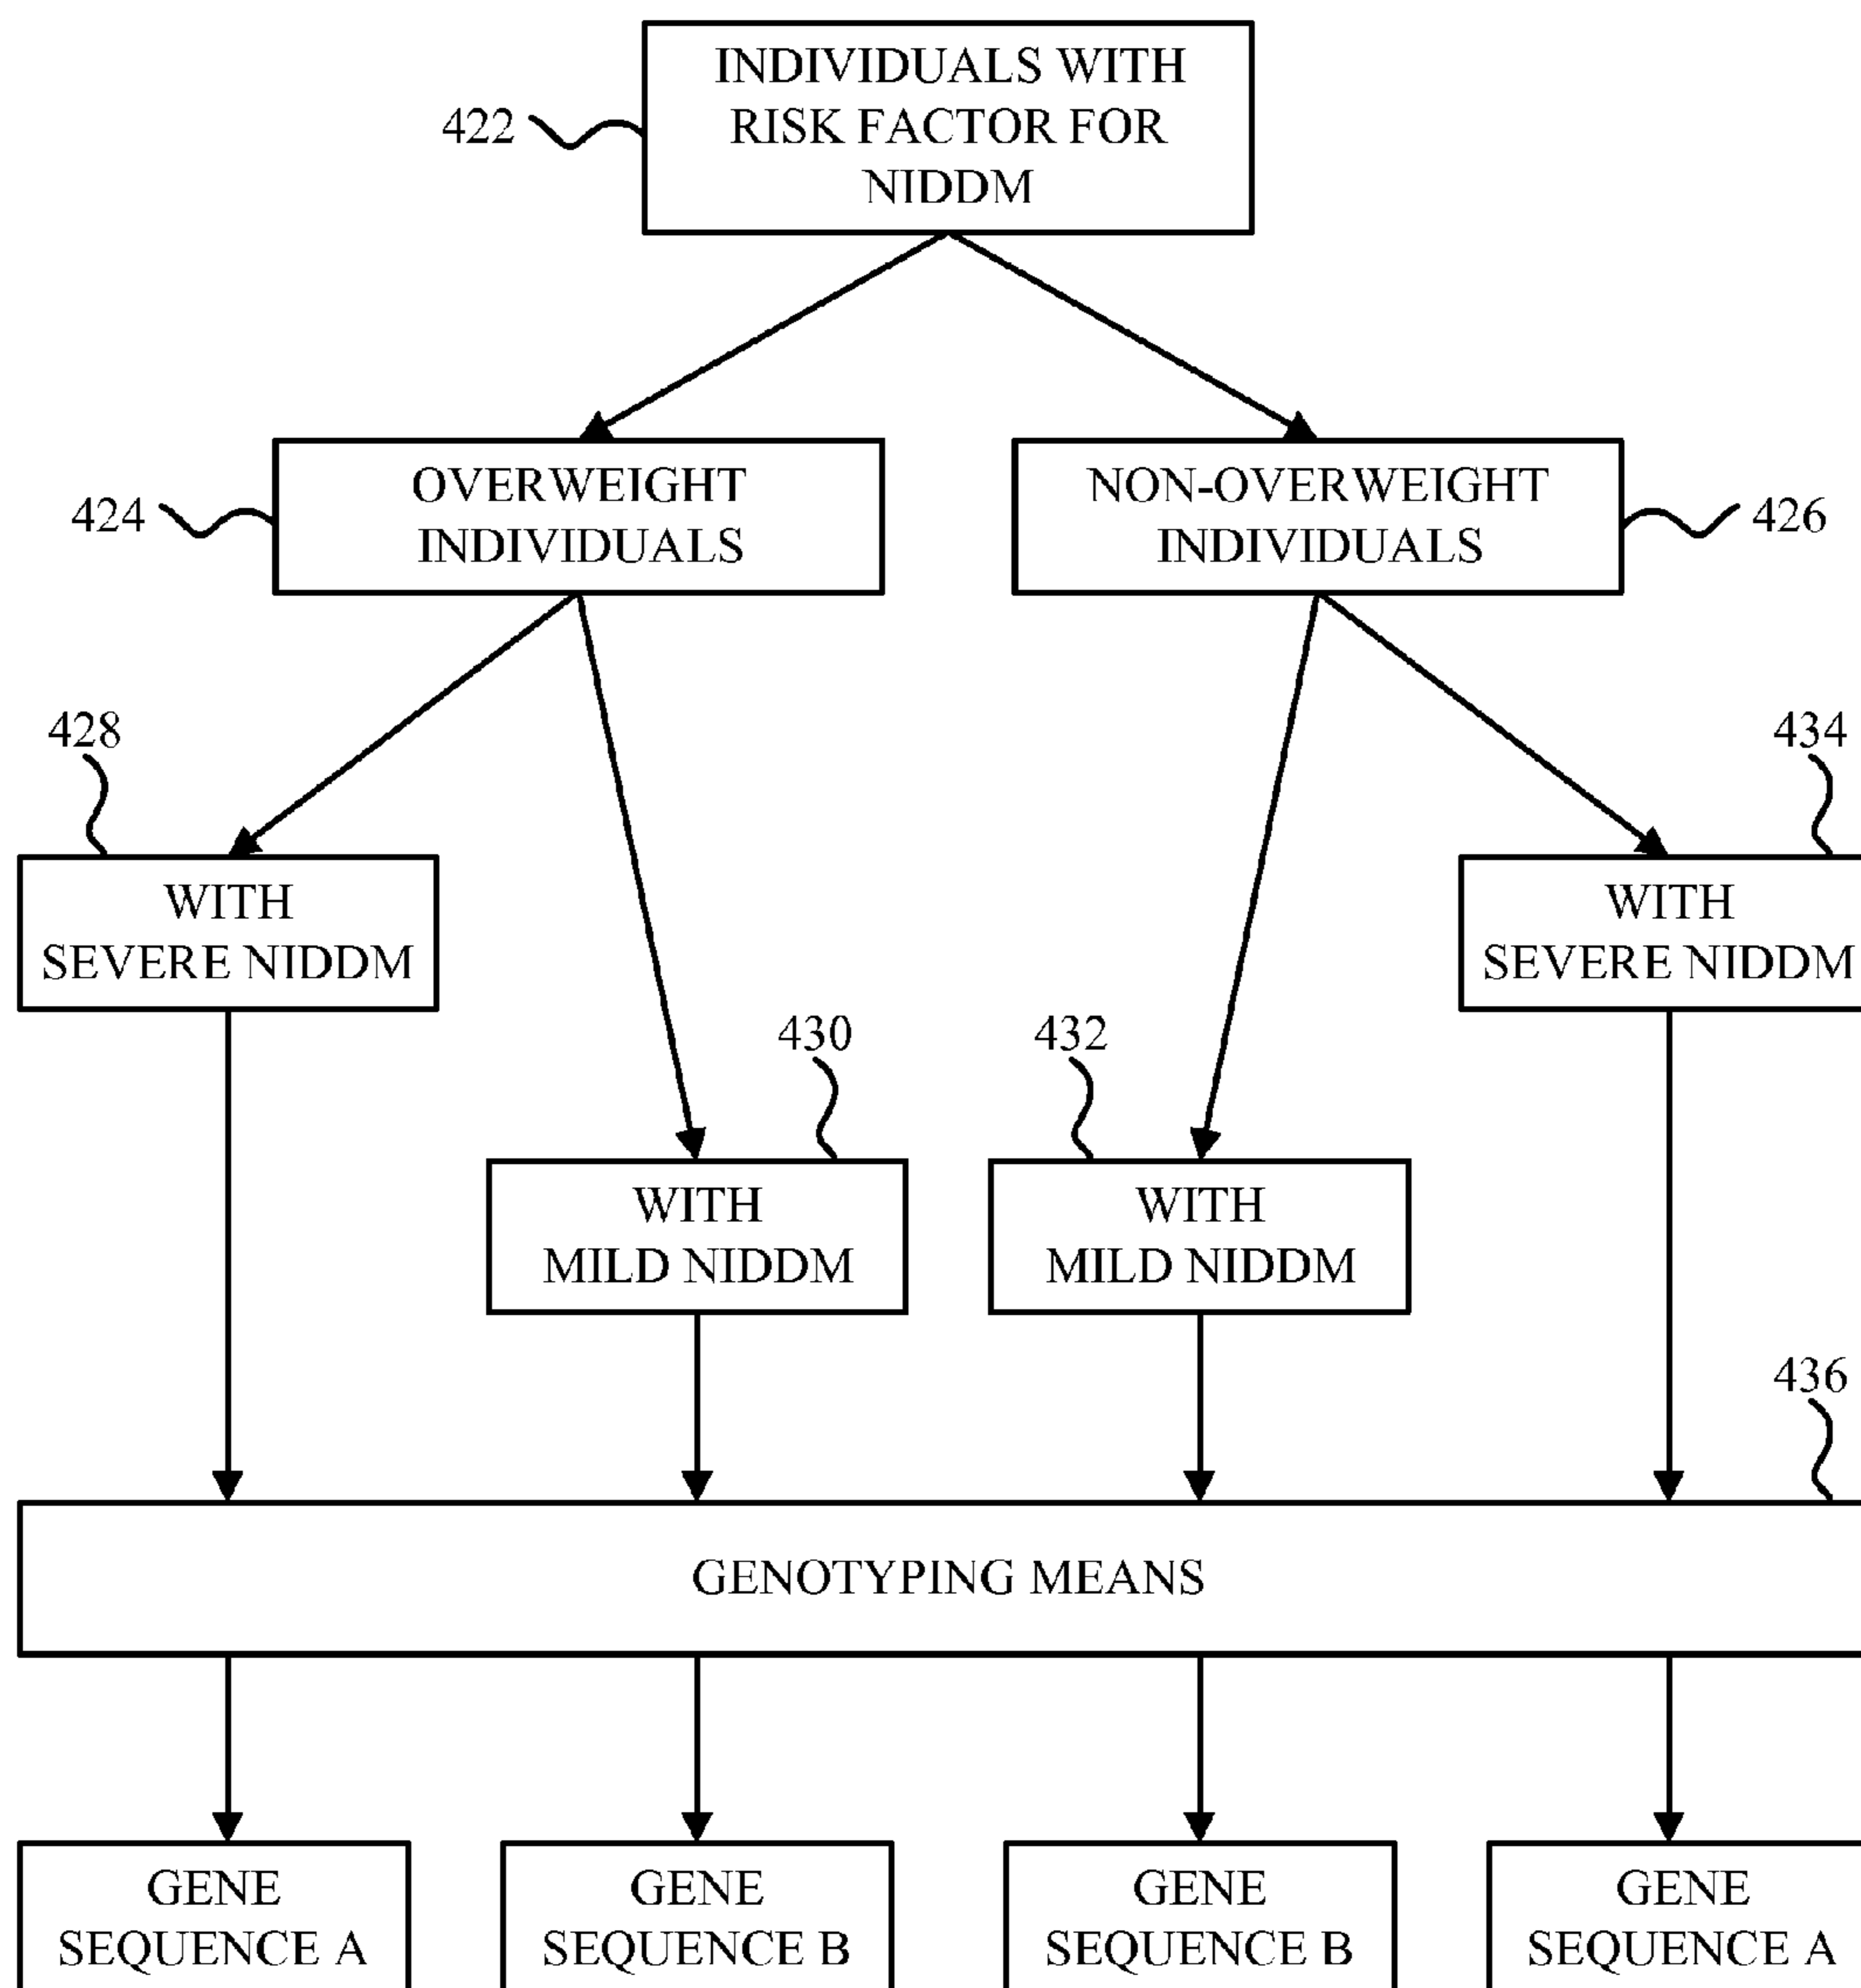 INDIVIDUALS WITH
RISK FACTOR FOR
NIDDM
422
OVERWEIGHT
INDIVIDUALS
424
NON-OVERWEIGHT
INDIVIDUALS
426
428
WITH
SEVERE NIDDM
434
WITH
SEVERE NIDDM
430
WITH
MILD NIDDM
432
WITH
MILD NIDDM
436
GENOTYPING MEANS
GENE
SEQUENCE A
GENE
SEQUENCE B
GENE
SEQUENCE B
GENE
SEQUENCE A